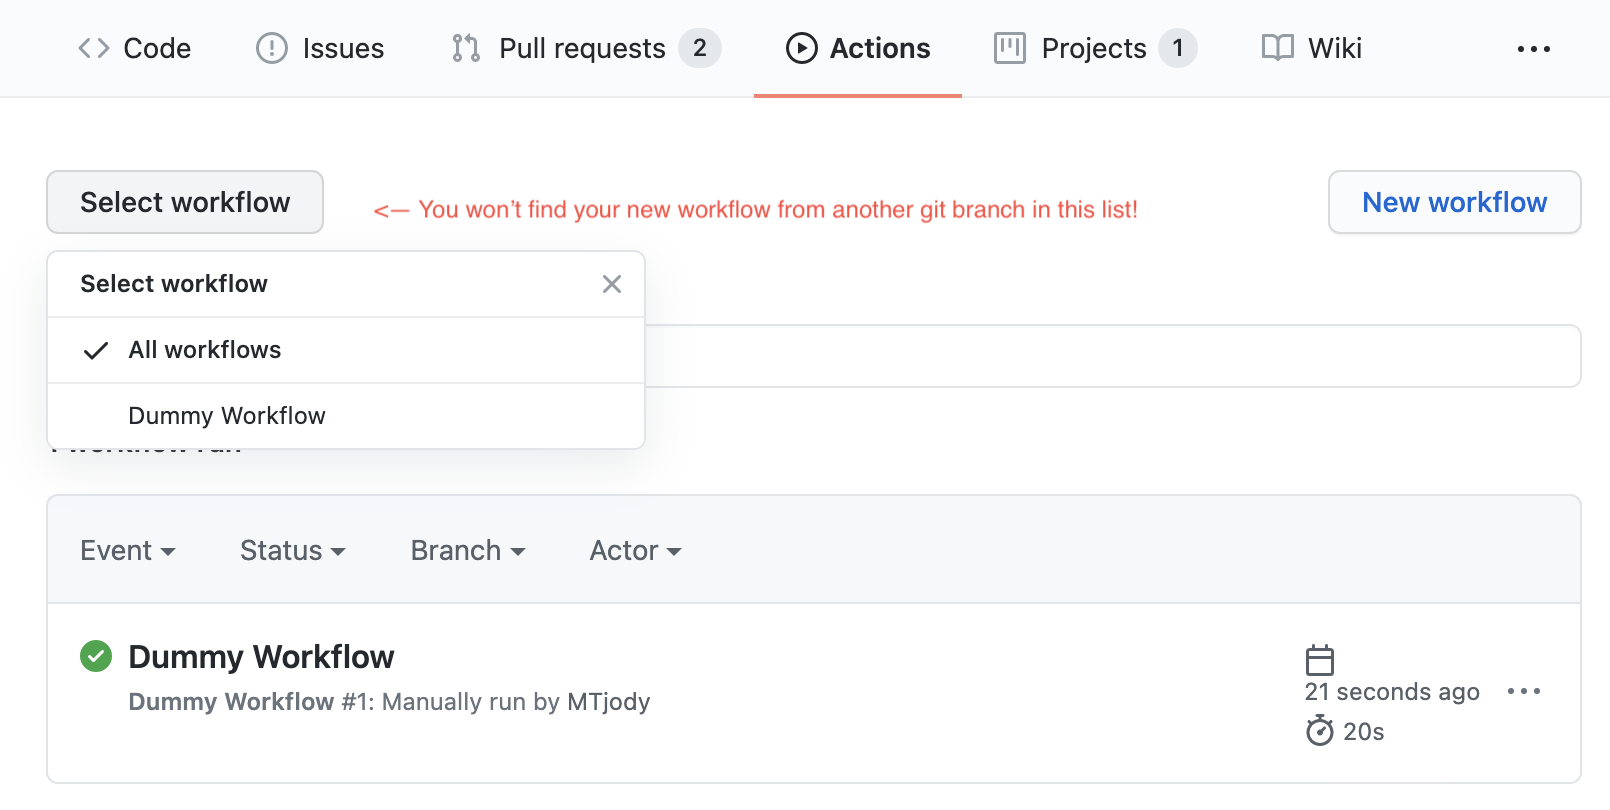 Code Issues Pull requests 2 Actions Projects 1 Wiki
Select workflow <— You won't find your new workflow from another git branch in this list! New workflow
Select workflow
All workflows
Dummy Workflow
Event Status Branch Actor
Dummy Workflow
Dummy Workflow #1: Manually run by MTjody
21 seconds ago
20s